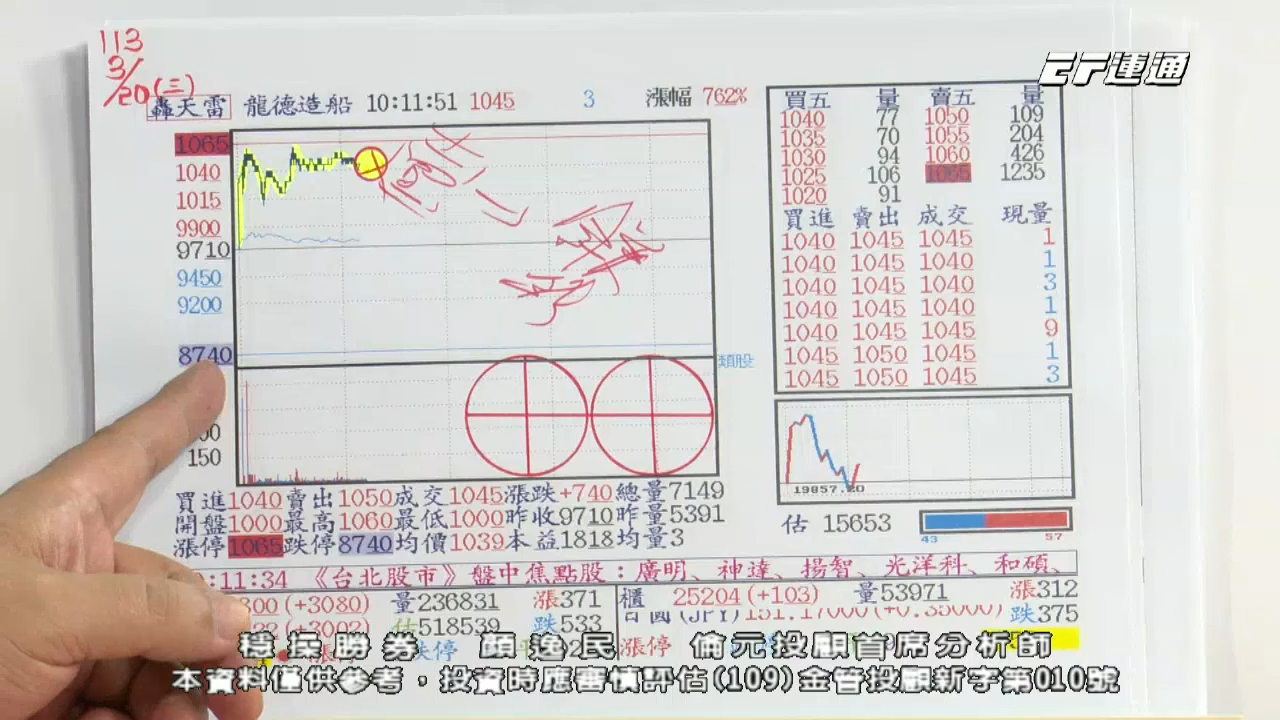 113
3/20(三)
EF運通
轟天雷 龍德造船 10:11:51 1045 3 漲幅 762%
1065
1040
1015
9900
9710
9450
9200
8740
150
類股
買五 量 賣五 量
1040 77 1050 109
1035 70 1055 204
1030 94 1060 426
1025 106 1065 1235
1020 91
買進 賣出 成交 現量
1040 1045 1045 1
1040 1045 1040 1
1040 1045 1040 3
1040 1045 1040 1
1040 1045 1045 9
1045 1050 1045 1
1045 1050 1045 3
19857.20
估 15653
43 57
買進1040賣出1050成交1045漲跌+740總量7149
開盤1000最高1060最低1000昨收9710昨量5391
漲停1065跌停8740均價1039本益1818均量3
:11:34 《台北股市》盤中焦點股：廣明、神達、揚智、光洋科、和碩、
300(+3080) 量236831 漲371 櫃 25204(+103) 量53971 漲312
(+3002) 估518539 跌533 跌375
跌停 漲停
穩操勝券 顏逸民 倫元投顧首席分析師
本資料僅供參考，投資時應審慎評估(109)金管投顧新字第010號